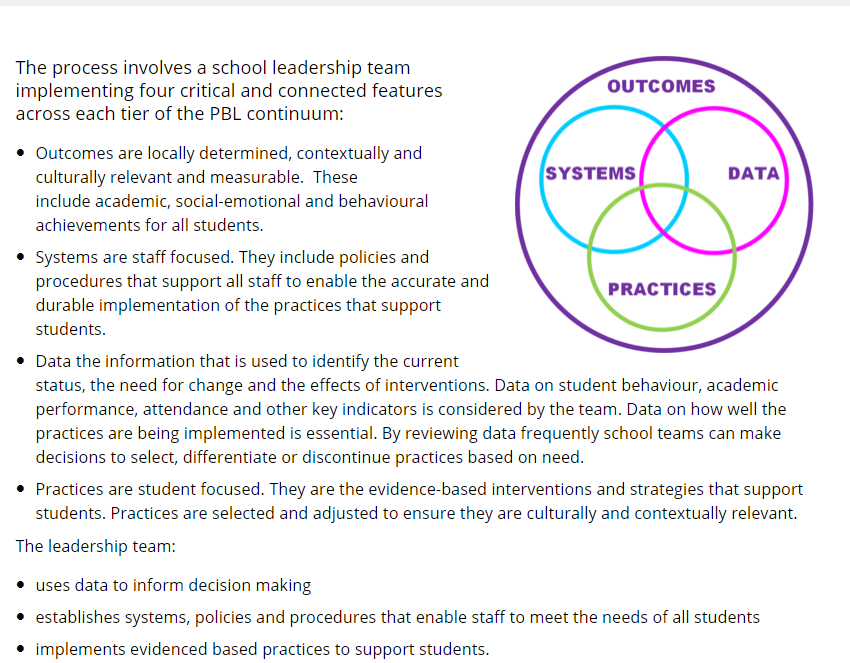 The process involves a school leadership team
implementing four critical and connected features
across each tier of the PBL continuum:
• Outcomes are locally determined, contextually and
culturally relevant and measurable.  These
include academic, social-emotional and behavioural
achievements for all students.
• Systems are staff focused. They include policies and
procedures that support all staff to enable the accurate and
durable implementation of the practices that support
students.
• Data the information that is used to identify the current
status, the need for change and the effects of interventions. Data on student behaviour, academic
performance, attendance and other key indicators is considered by the team. Data on how well the
practices are being implemented is essential. By reviewing data frequently school teams can make
decisions to select, differentiate or discontinue practices based on need.
• Practices are student focused. They are the evidence-based interventions and strategies that support
students. Practices are selected and adjusted to ensure they are culturally and contextually relevant.
The leadership team:
• uses data to inform decision making
• establishes systems, policies and procedures that enable staff to meet the needs of all students
• implements evidenced based practices to support students.
OUTCOMES
SYSTEMS
DATA
PRACTICES